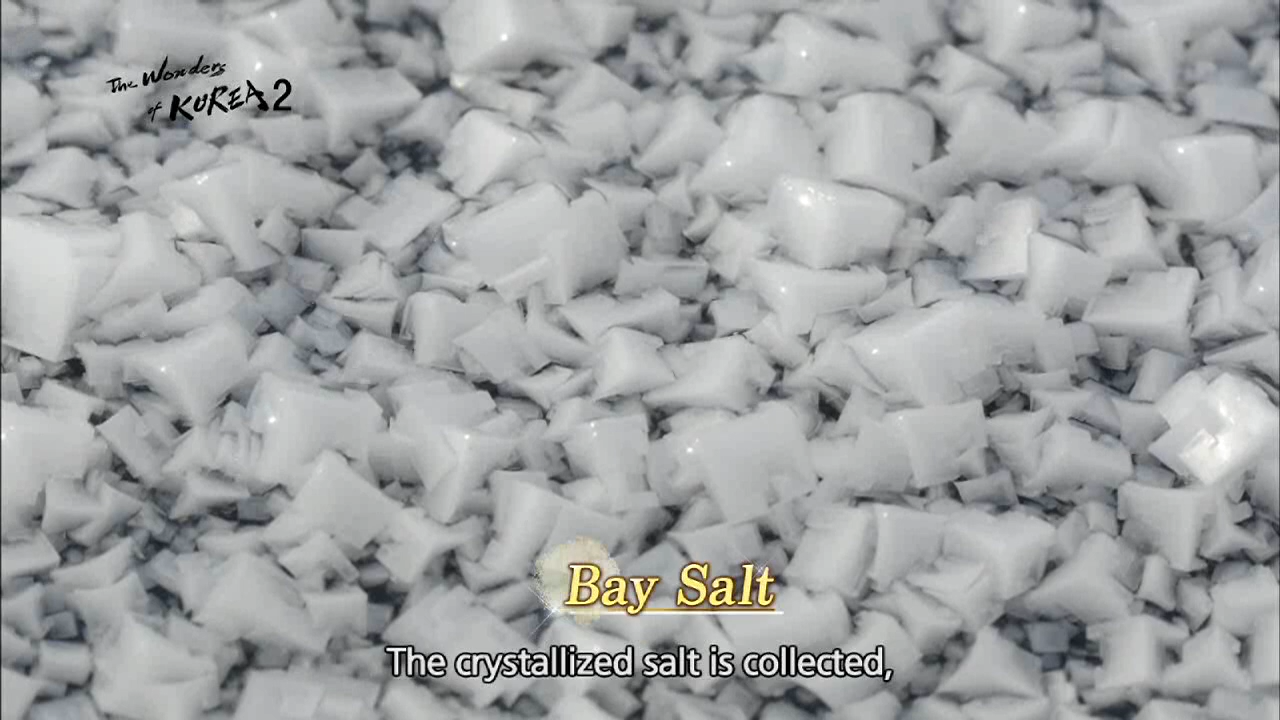 The Wonders
of KOREA 2
Bay Salt
The crystallized salt is collected,